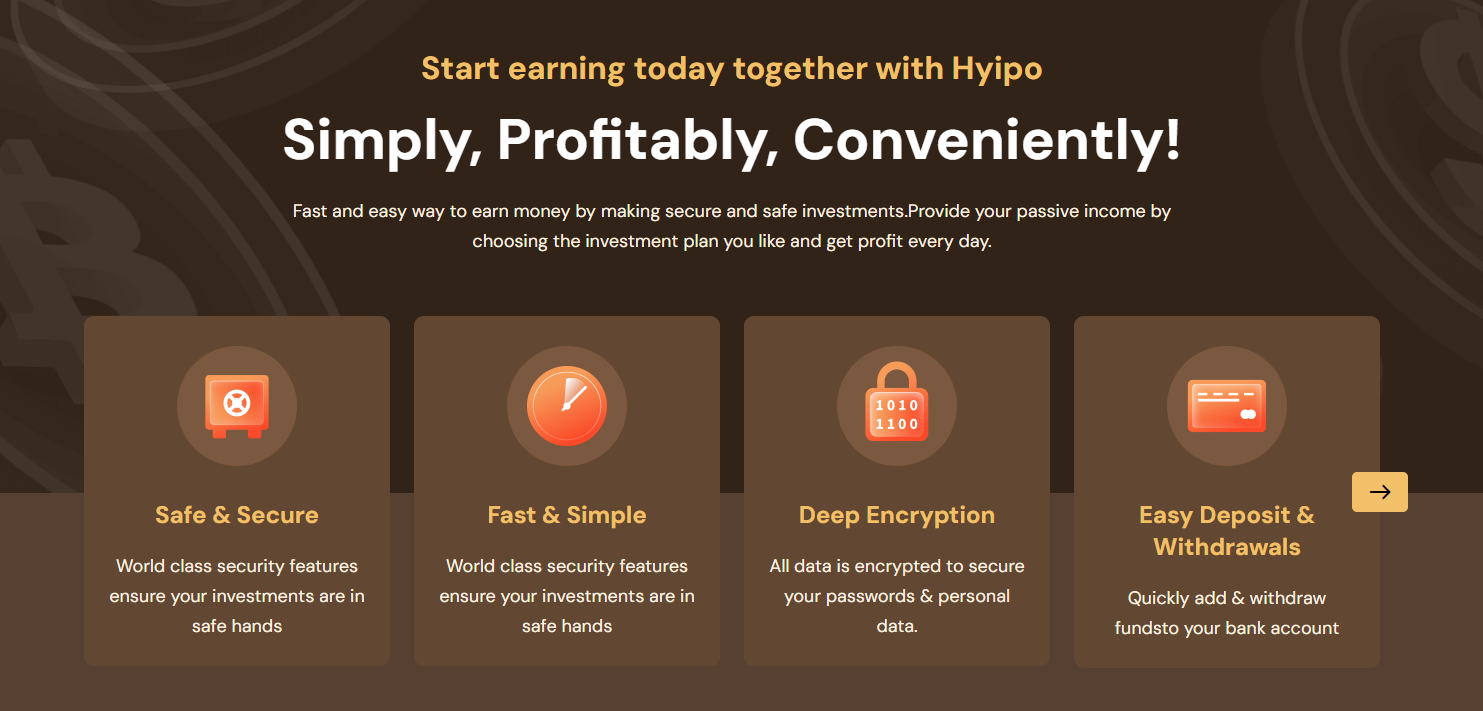 Start earning today together with Hyipo
Simply, Profitably, Conveniently!
Fast and easy way to earn money by making secure and safe investments.Provide your passive income by
choosing the investment plan you like and get profit every day.
1010
1100
Safe & Secure
World class security features
ensure your investments are in
safe hands
Fast & Simple
World class security features
ensure your investments are in
safe hands
Deep Encryption
All data is encrypted to secure
your passwords & personal
data.
Easy Deposit &
Withdrawals
Quickly add & withdraw
fundsto your bank account